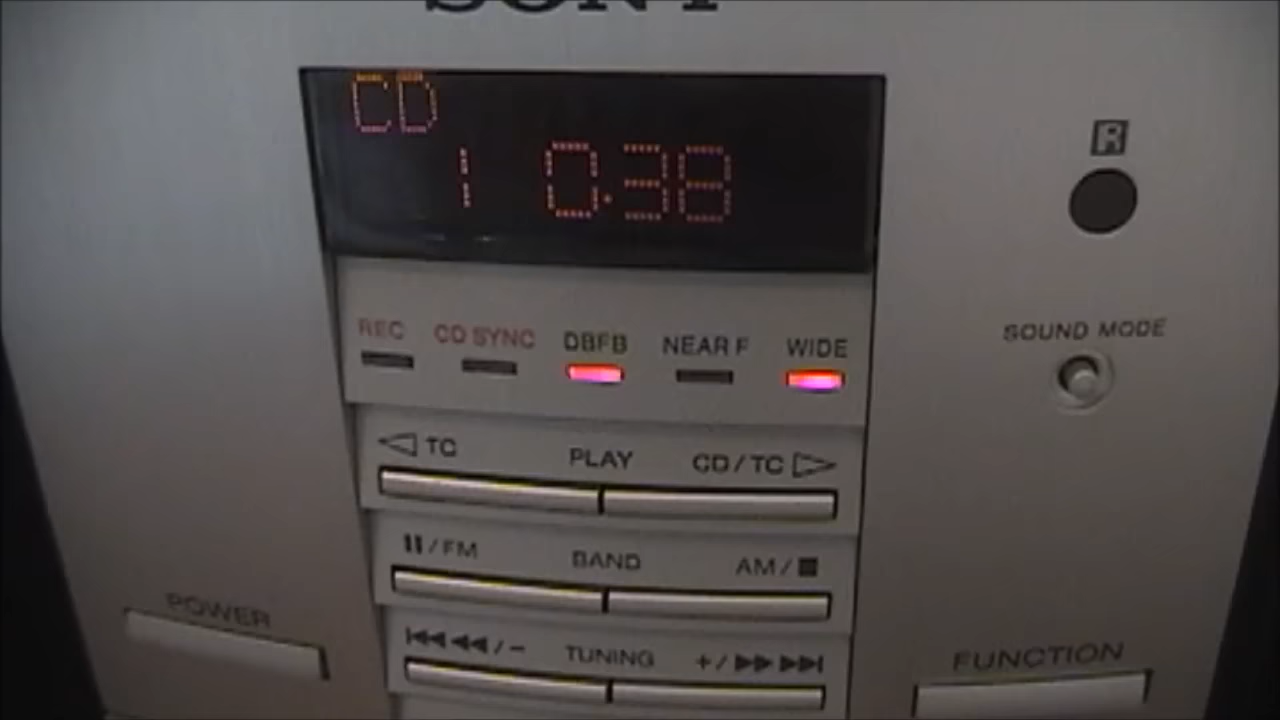 SONY
CD
1 0.38
R
REC CD SYNC DBFB NEAR F WIDE
SOUND MODE
TC PLAY CD/TC
/FM BAND AM/
POWER
/− TUNING +/
FUNCTION